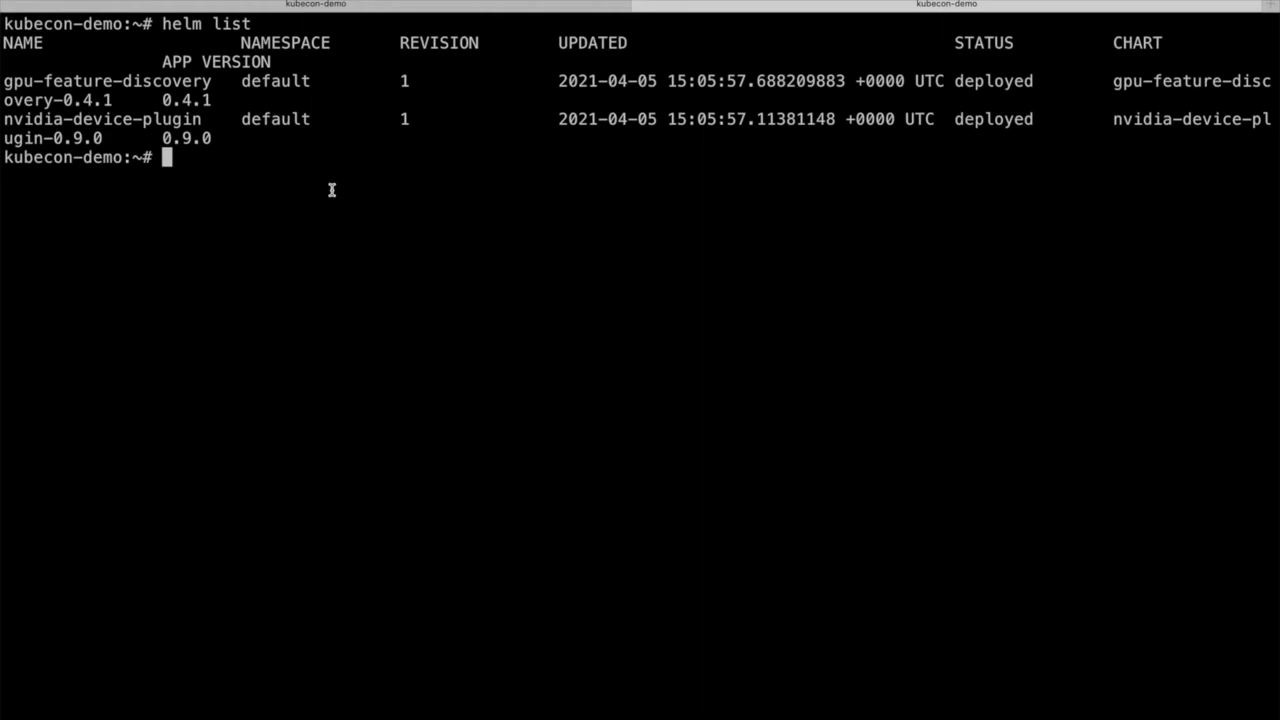 kubecon-demo kubecon-demo
kubecon-demo:~# helm list
NAME NAMESPACE REVISION UPDATED STATUS CHART
APP VERSION
gpu-feature-discovery default 1 2021-04-05 15:05:57.688209883 +0000 UTC deployed gpu-feature-disc
overy-0.4.1 0.4.1
nvidia-device-plugin default 1 2021-04-05 15:05:57.11381148 +0000 UTC deployed nvidia-device-pl
ugin-0.9.0 0.9.0
kubecon-demo:~#